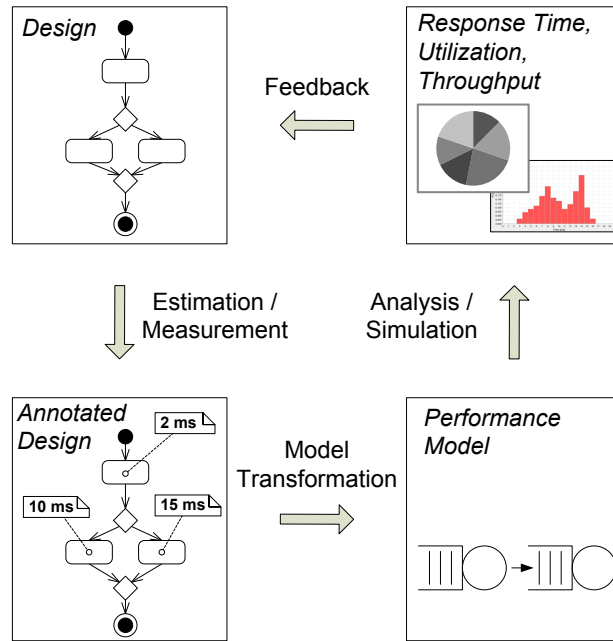 Design
Response Time,
Utilization,
Throughput
Feedback
Estimation /
Measurement
Analysis /
Simulation
Annotated
Design
2 ms
10 ms
15 ms
Model
Transformation
Performance
Model